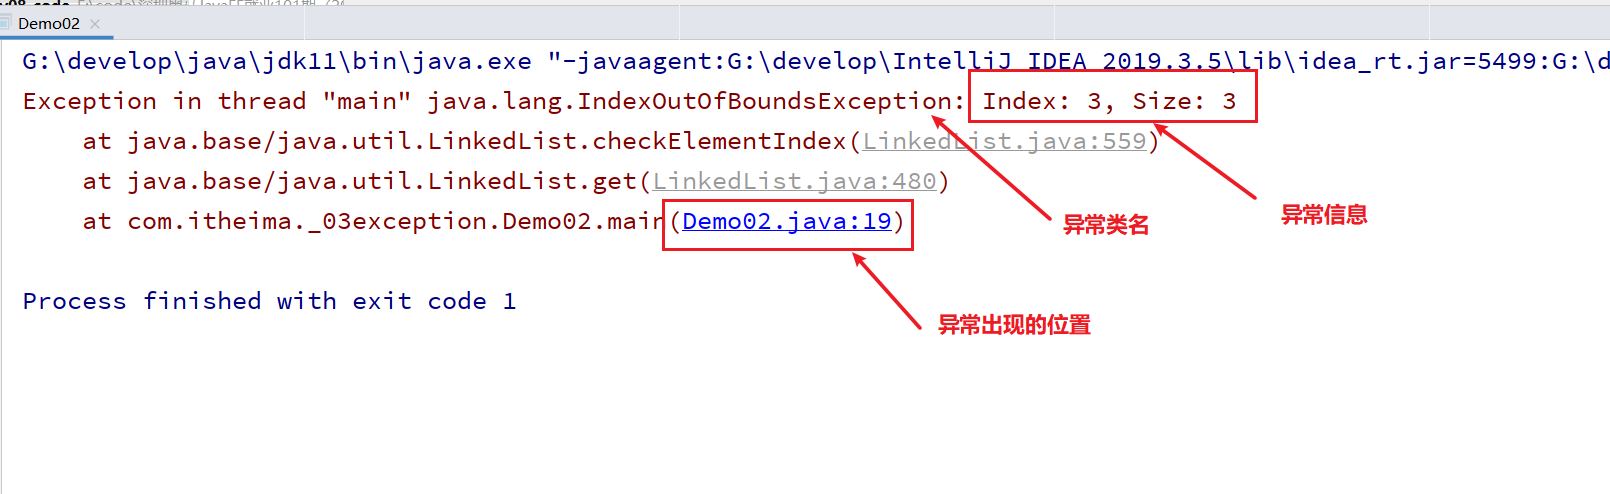 Demo02
G:\develop\java\jdk11\bin\java.exe "-javaagent:G:\develop\IntelliJ IDEA 2019.3.5\lib\idea_rt.jar=5499:G:\d
Exception in thread "main" java.lang.IndexOutOfBoundsException: Index: 3, Size: 3
at java.base/java.util.LinkedList.checkElementIndex(LinkedList.java:559)
at java.base/java.util.LinkedList.get(LinkedList.java:480)
at com.itheima._03exception.Demo02.main(Demo02.java:19)
异常类名
异常信息
Process finished with exit code 1
异常出现的位置